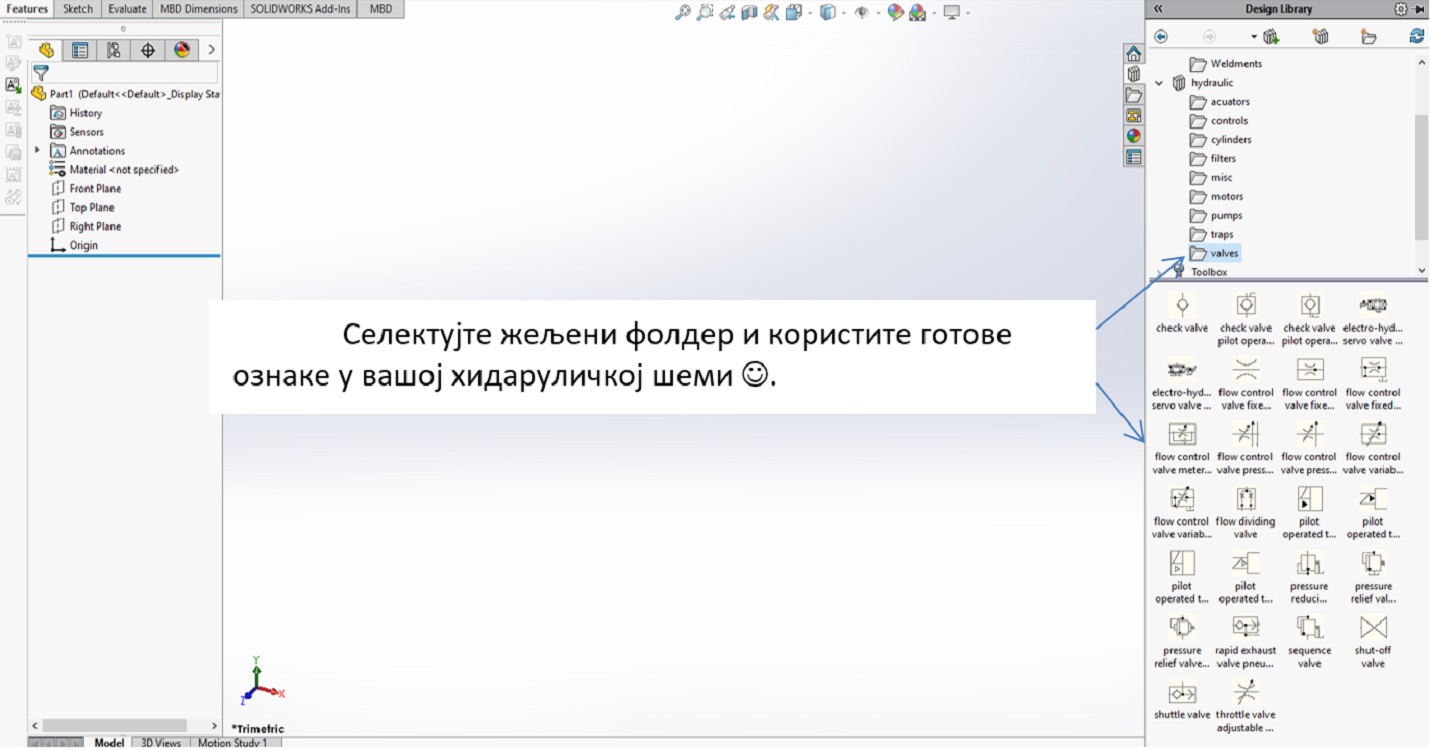 Features Sketch Evaluate MBD Dimensions SOLIDWORKS Add-Ins MBD
Part1 (Default<<Default>_Display Sta
History
Sensors
Annotations
Material <not specified>
Front Plane
Top Plane
Right Plane
Origin
Селектујте жељени фолдер и користите готове
ознаке у вашој хидаруличкој шеми ☺.
Y
X
Z
*Trimetric
Model 3D Views Motion Study 1
Design Library
Weldments
hydraulic
acuators
controls
cylinders
filters
misc
motors
pumps
traps
valves
Toolbox
check valve check valve check valve electro-hyd...
pilot opera... pilot opera... servo valve ...
electro-hyd... flow control flow control flow control
servo valve ... valve fixe... valve fixe... valve fixed...
flow control flow control flow control flow control
valve meter... valve press... valve press... valve variab...
flow control flow dividing pilot pilot
valve variab... valve operated t... operated t...
pilot pilot pressure pressure
operated t... operated t... reduci... relief val...
pressure rapid exhaust sequence shut-off
relief valve... valve pneu... valve valve
shuttle valve throttle valve
adjustable ...